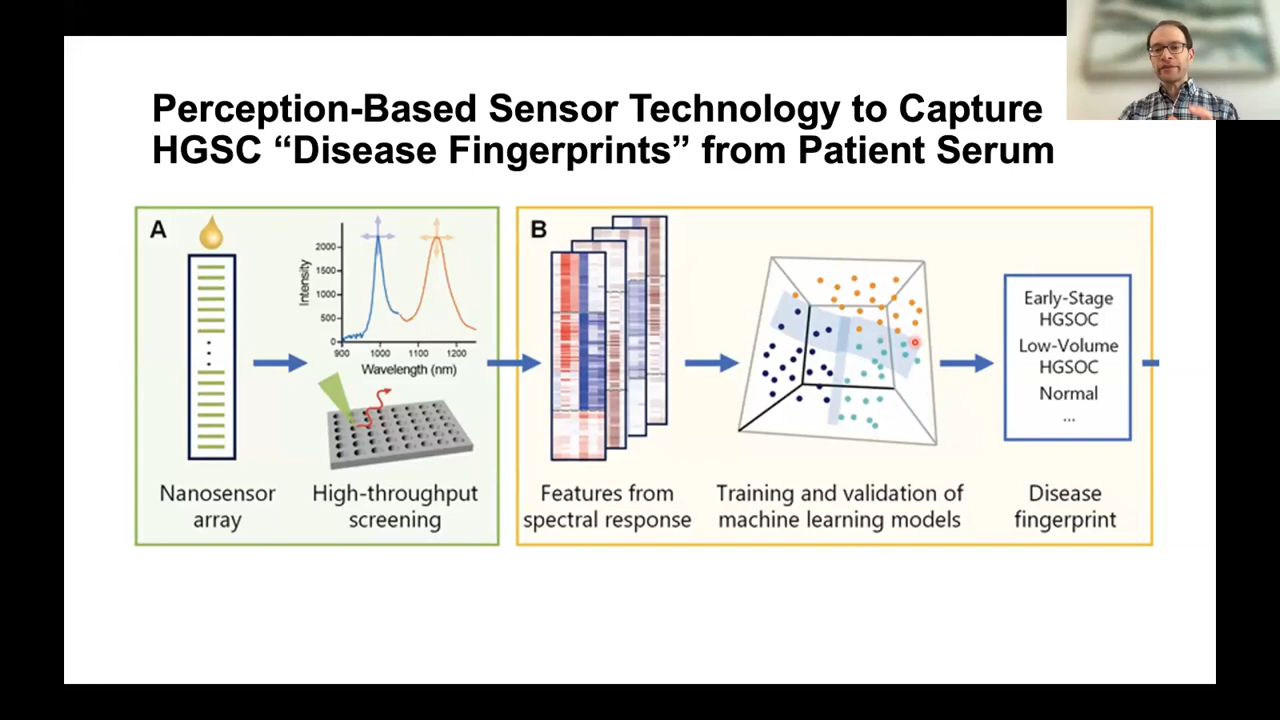 Perception-Based Sensor Technology to Capture
HGSC “Disease Fingerprints” from Patient Serum
A
Intensity
2000
1500
1000
500
0
900 1000 1100 1200
Wavelength (nm)
Nanosensor
array
High-throughput
screening
B
Features from
spectral response
Training and validation of
machine learning models
Early-Stage
HGSOC
Low-Volume
HGSOC
Normal
...
Disease
fingerprint